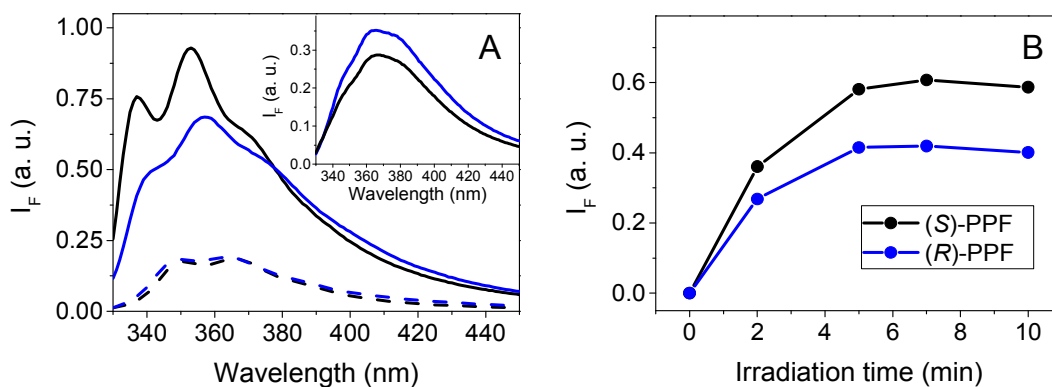 A
1.00
0.75
0.50
0.25
0.00
I_F (a. u.)
340 360 380 400 420 440
Wavelength (nm)
0.3
0.2
0.1
0
I_F (a. u.)
340 360 380 400 420 440
Wavelength (nm)
B
0.6
0.4
0.2
0.0
I_F (a. u.)
(S)-PPF
(R)-PPF
0 2 4 6 8 10
Irradiation time (min)